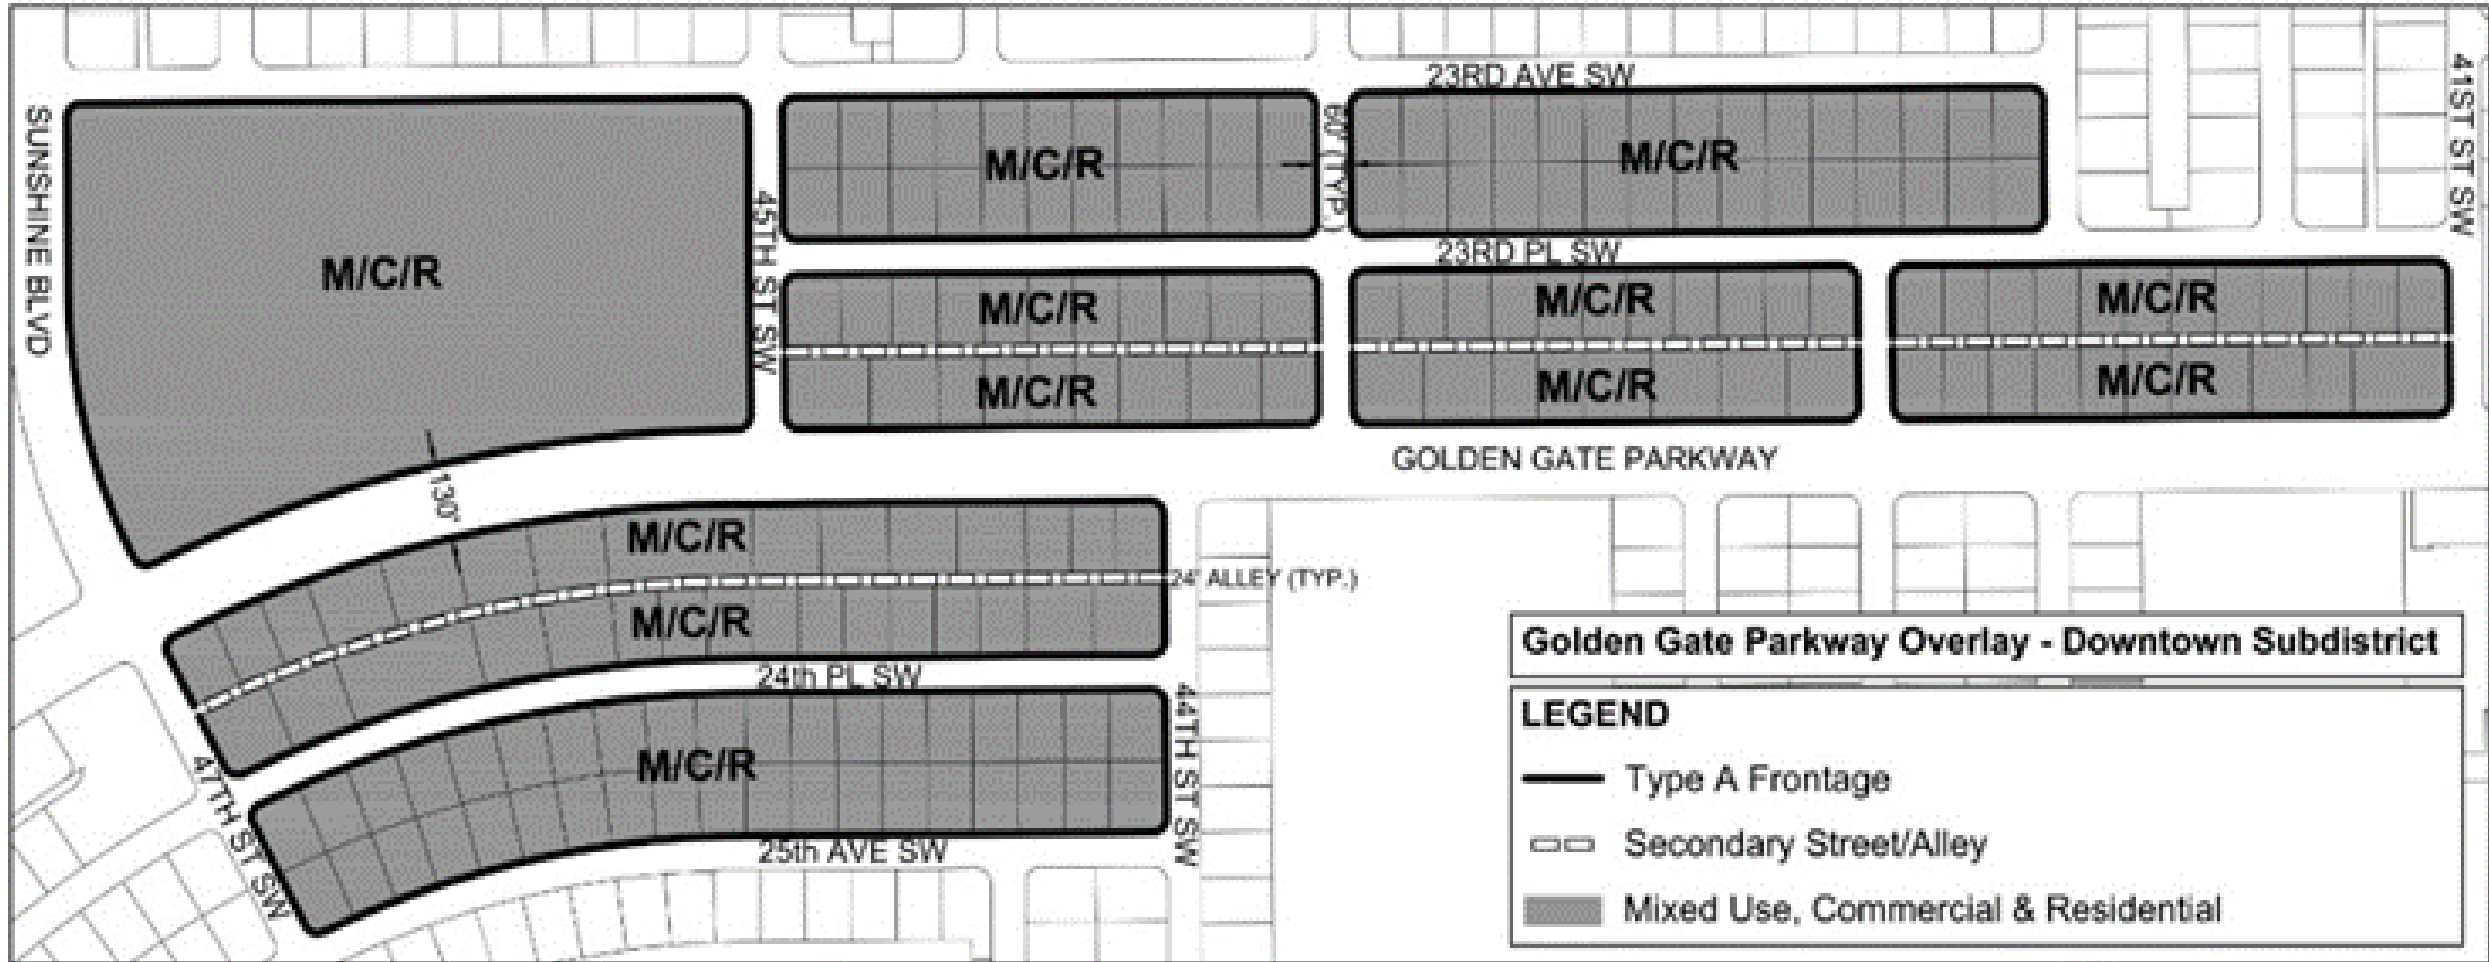 23RD AVE SW
SUNSHINE BLVD
41ST ST SW
60' (TYP.)
M/C/R
M/C/R
45TH ST SW
23RD PL SW
M/C/R
M/C/R
M/C/R
M/C/R
M/C/R
M/C/R
M/C/R
GOLDEN GATE PARKWAY
130'
M/C/R
24' ALLEY (TYP.)
M/C/R
24th PL SW
44TH ST SW
M/C/R
47TH ST SW
25th AVE SW
Golden Gate Parkway Overlay - Downtown Subdistrict
LEGEND
Type A Frontage
Secondary Street/Alley
Mixed Use, Commercial & Residential